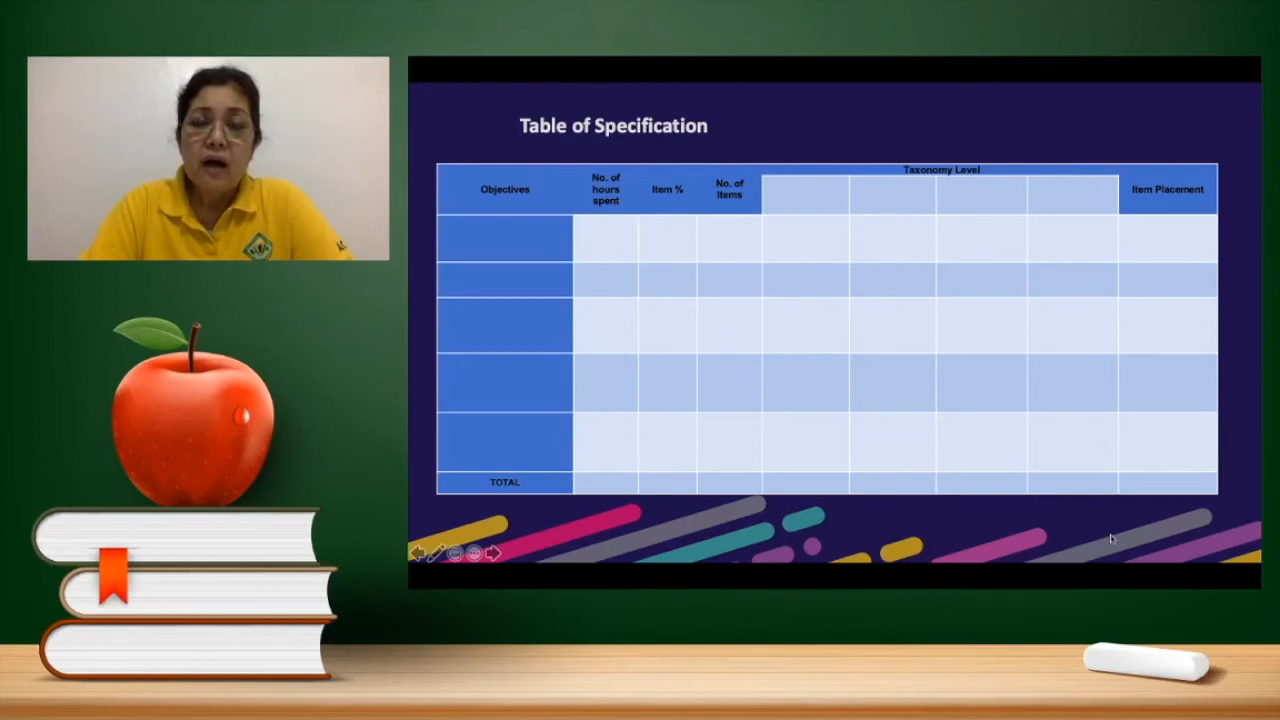 Table of Specification
Objectives
No. of
hours
spent
Item %
No. of
Items
Taxonomy Level
Item Placement
TOTAL